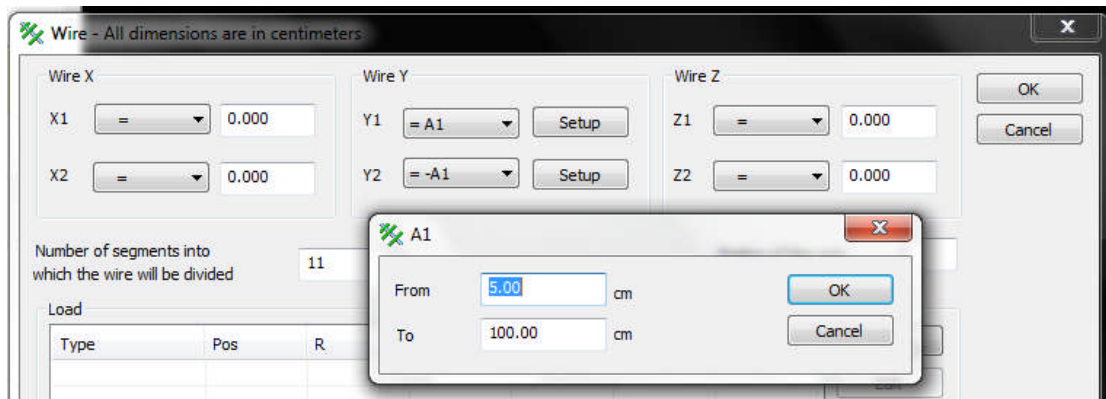 Wire - All dimensions are in centimeters
x
Wire X
Wire Y
Wire Z
OK
X1 = 0.000
Y1 = A1 Setup
Z1 = 0.000
Cancel
X2 = 0.000
Y2 = -A1 Setup
Z2 = 0.000
A1
x
Number of segments into
which the wire will be divided
11
From 5.00 cm
OK
To 100.00 cm
Cancel
Load
Type Pos R